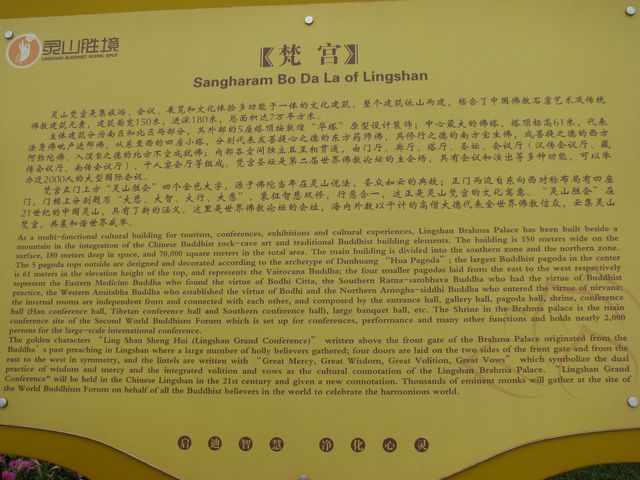 灵山胜境
LINGSHAN BUDDHIST SCENIC SPOT
【梵 宫】
Sangharam Bo Da La of Lingshan
灵山梵宫是集旅游、会议、展览和文化体验多功能于一体的文化建筑，整个建筑依山而建，糅合了中国佛教石窟艺术及传统
佛教建筑元素，建筑面宽150米，进深180米，总面积达7万平方米。
主体建筑分为南区和北区两部分，其外部的5座塔顶按敦煌“华塔”原型设计装饰；中心最大的佛塔，塔顶标高61米，代表
法身佛毗卢遮那佛，从东至西的四座小塔，分别代表发菩提心之德的东方药师佛，具修行之德的南方宝生佛，成菩提之德的西方
阿弥陀佛、入涅槃之德的北方不空成就佛；内部各空间独立且互相贯通，由门厅、廊厅、塔厅、圣坛、会议厅（汉传会议厅、藏
传会议厅、南传会议厅）、千人宴会厅等组成。梵宫圣坛是第二届世界佛教论坛的主会场，具有会议和演出等多种功能，可以举
办近2000人的大型国际会议。
梵宫正门上方“灵山胜会”四个金色大字，源于佛陀当年在灵山说法，圣众如云的典故；正门两边自东向西对称布局有四座
门，门楣上分别题写“大慈、大智、大行、大愿”，象征智悲双修，行愿合一，这正是灵山梵宫的文化寓意。“灵山胜会”在
21世纪的中国灵山，具有了新的涵义。这里是世界佛教论坛的会址，海内外数以千计的高僧大德代表全世界佛教信众，云集灵山
梵宫，共襄和谐世界盛举。
As a multi-functional cultural building for tourism, conferences, exhibitions and cultural experiences, Lingshan Brahma Palace has been built beside a
mountain in the integration of the Chinese Buddhist rock-cave art and traditional Buddhist building elements. The building is 150 meters wide on the
surface, 180 meters deep in space, and 70,000 square meters in the total area. The main building is divided into the southern zone and the northern zone.
The 5 pagoda tops outside are designed and decorated according to the archetype of Dunhuang “Hua Pagoda”; the largest Buddhist pagoda in the center
is 61 meters in the elevation height of the top, and represents the Vairocana Buddha; the four smaller pagodas laid from the east to the west respectively
represent the Eastern Medicine Buddha who found the virtue of Bodhi Citta, the Southern Ratna-sambhava Buddha who had the virtue of Buddhist
practice, the Western Amitabha Buddha who established the virtue of Bodhi and the Northern Amogha-siddhi Buddha who entered the virtue of nirvana;
the internal rooms are independent from and connected with each other, and composed by the entrance hall, gallery hall, pagoda hall, shrine, conference
hall (Han conference hall, Tibetan conference hall and Southern conference hall), large banquet hall, etc. The Shrine in the Brahma palace is the main
conference site of the Second World Buddhism Forum which is set up for conferences, performance and many other functions and holds nearly 2,000
persons for the large-scale international conference.
The golden characters “Ling Shan Sheng Hui (Lingshan Grand Conference)” written above the front gate of the Brahma Palace originated from the
Buddha’s past preaching in Lingshan where a large number of holly believers gathered; four doors are laid on the two sides of the front gate and from the
east to the west in symmetry, and the lintels are written with “Great Mercy, Great Wisdom, Great Volition, Great Vows” which symbolize the dual
practice of wisdom and mercy and the integrated volition and vows as the cultural connotation of the Lingshan Brahma Palace. “Lingshan Grand
Conference” will be held in the Chinese Lingshan in the 21st century and given a new connotation. Thousands of eminent monks will gather at the site of
the World Buddhism Forum on behalf of all the Buddhist believers in the world to celebrate the harmonious world.
启迪智慧 净化心灵